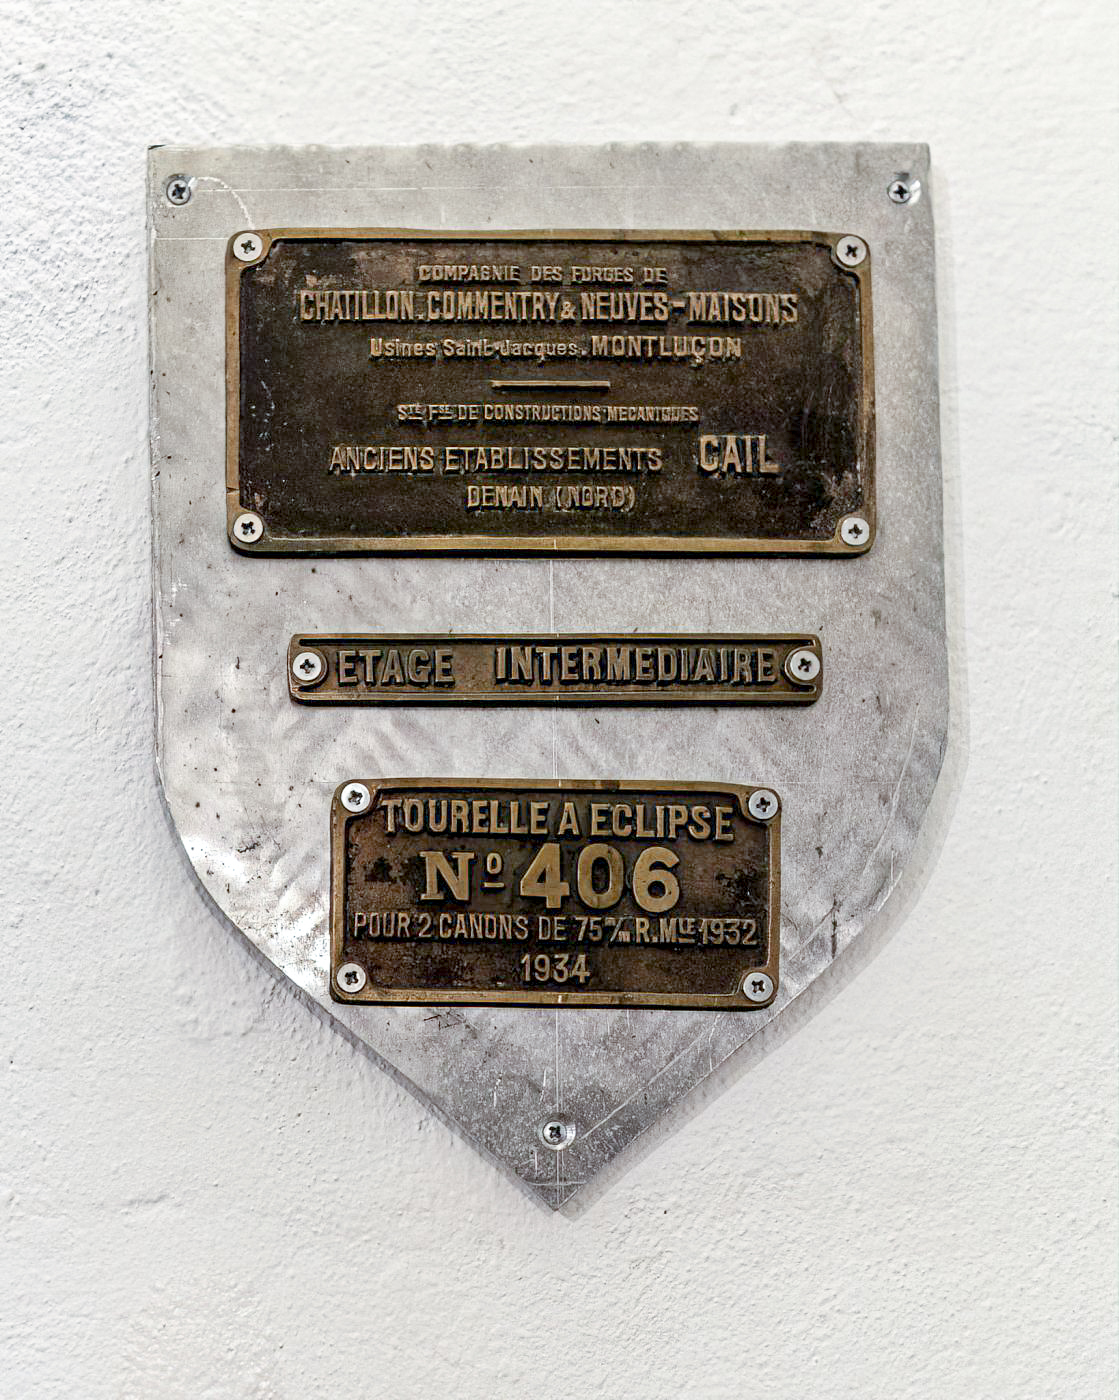 COMPAGNIE DES FORGES DE
CHATILLON-COMMENTRY & NEUVES-MAISONS
Usines Saint-Jacques. MONTLUÇON
STÉ FSE DE CONSTRUCTIONS MECANIQUES
ANCIENS ETABLISSEMENTS CAIL
DENAIN (NORD)
ETAGE INTERMEDIAIRE
TOURELLE A ECLIPSE
Nº 406
POUR 2 CANONS DE 75 m/m R.MLE 1932
1934